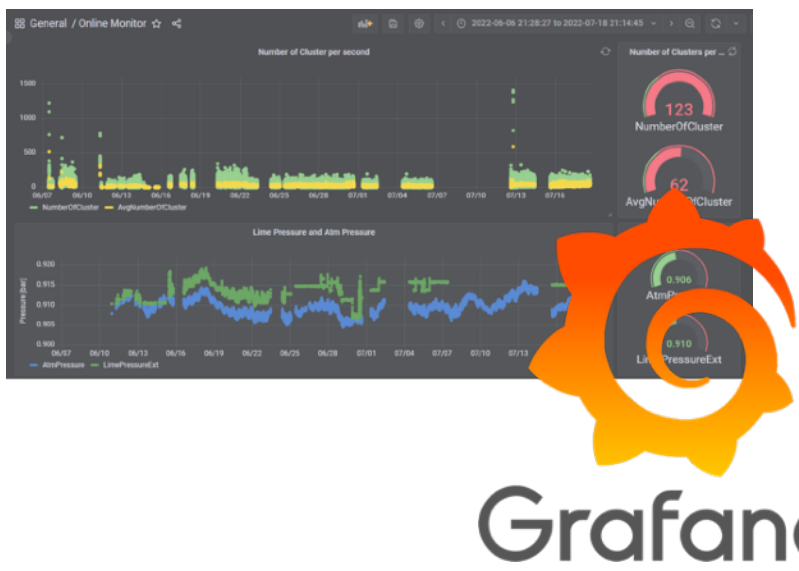 General / Online Monitor
2022-06-06 21:28:27 to 2022-07-18 21:14:45
Number of Cluster per second
1500
1000
500
0
06/07 06/10 06/13 06/16 06/19 06/22 06/25 06/28 07/01 07/04 07/07 07/10 07/13 07/16
NumberOfCluster AvgNumberOfCluster
Number of Clusters per ...
123
NumberOfCluster
62
Lime Pressure and Atm Pressure
Pressure [bar]
0.920
0.915
0.910
0.905
0.900
06/07 06/10 06/13 06/16 06/19 06/22 06/25 06/28 07/01 07/04 07/07 07/10 07/13
AtmPressure LimePressureExt
0.906
0.910
Grafana